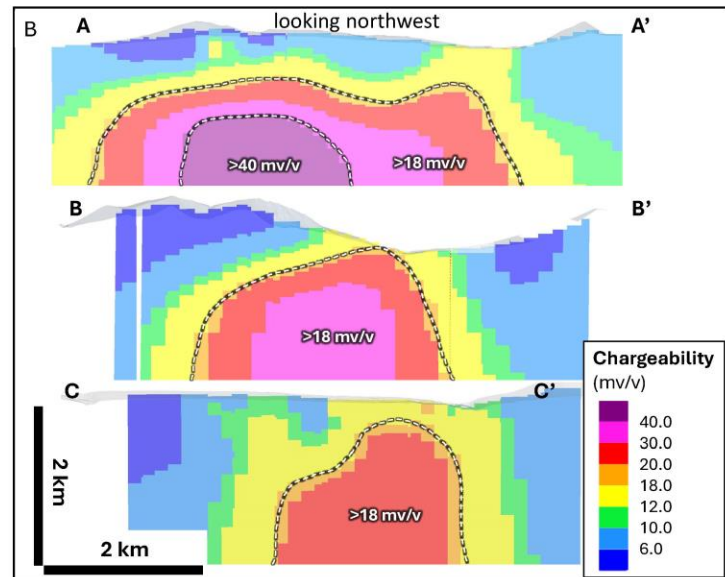 B
looking northwest
A
A’
>40 mv/v
>18 mv/v
B
B’
>18 mv/v
C
C’
>18 mv/v
2 km
2 km
Chargeability
(mv/v)
40.0
30.0
20.0
18.0
12.0
10.0
6.0